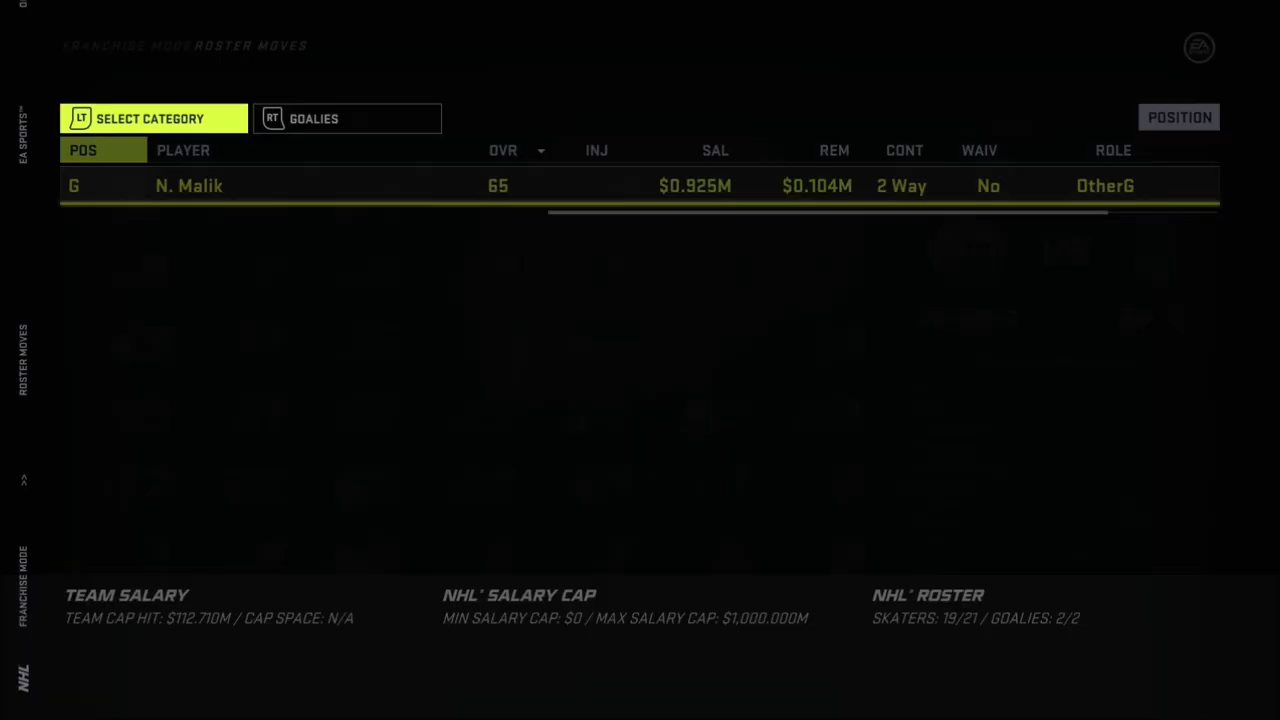 FRANCHISE MODE ROSTER MOVES
EA SPORTS™
ROSTER MOVES
>>
FRANCHISE MODE
NHL
LT SELECT CATEGORY
RT GOALIES
POSITION
POS PLAYER OVR INJ SAL REM CONT WAIV ROLE
G N. Malik 65 $0.925M $0.104M 2 Way No OtherG
TEAM SALARY
TEAM CAP HIT: $112.710M / CAP SPACE: N/A
NHL® SALARY CAP
MIN SALARY CAP: $0 / MAX SALARY CAP: $1,000.000M
NHL® ROSTER
SKATERS: 19/21 / GOALIES: 2/2